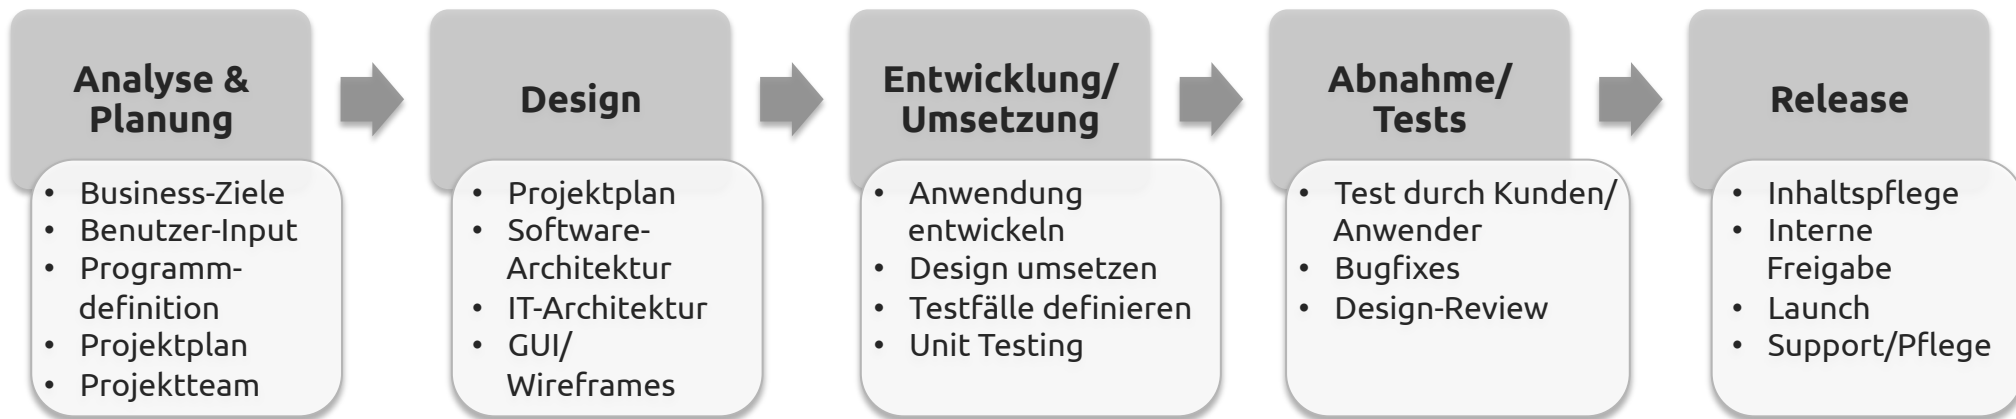 Analyse &
Planung
• Business-Ziele
• Benutzer-Input
• Programm-
definition
• Projektplan
• Projektteam
Design
• Projektplan
• Software-
Architektur
• IT-Architektur
• GUI/
Wireframes
Entwicklung/
Umsetzung
• Anwendung
entwickeln
• Design umsetzen
• Testfälle definieren
• Unit Testing
Abnahme/
Tests
• Test durch Kunden/
Anwender
• Bugfixes
• Design-Review
Release
• Inhaltspflege
• Interne
Freigabe
• Launch
• Support/Pflege